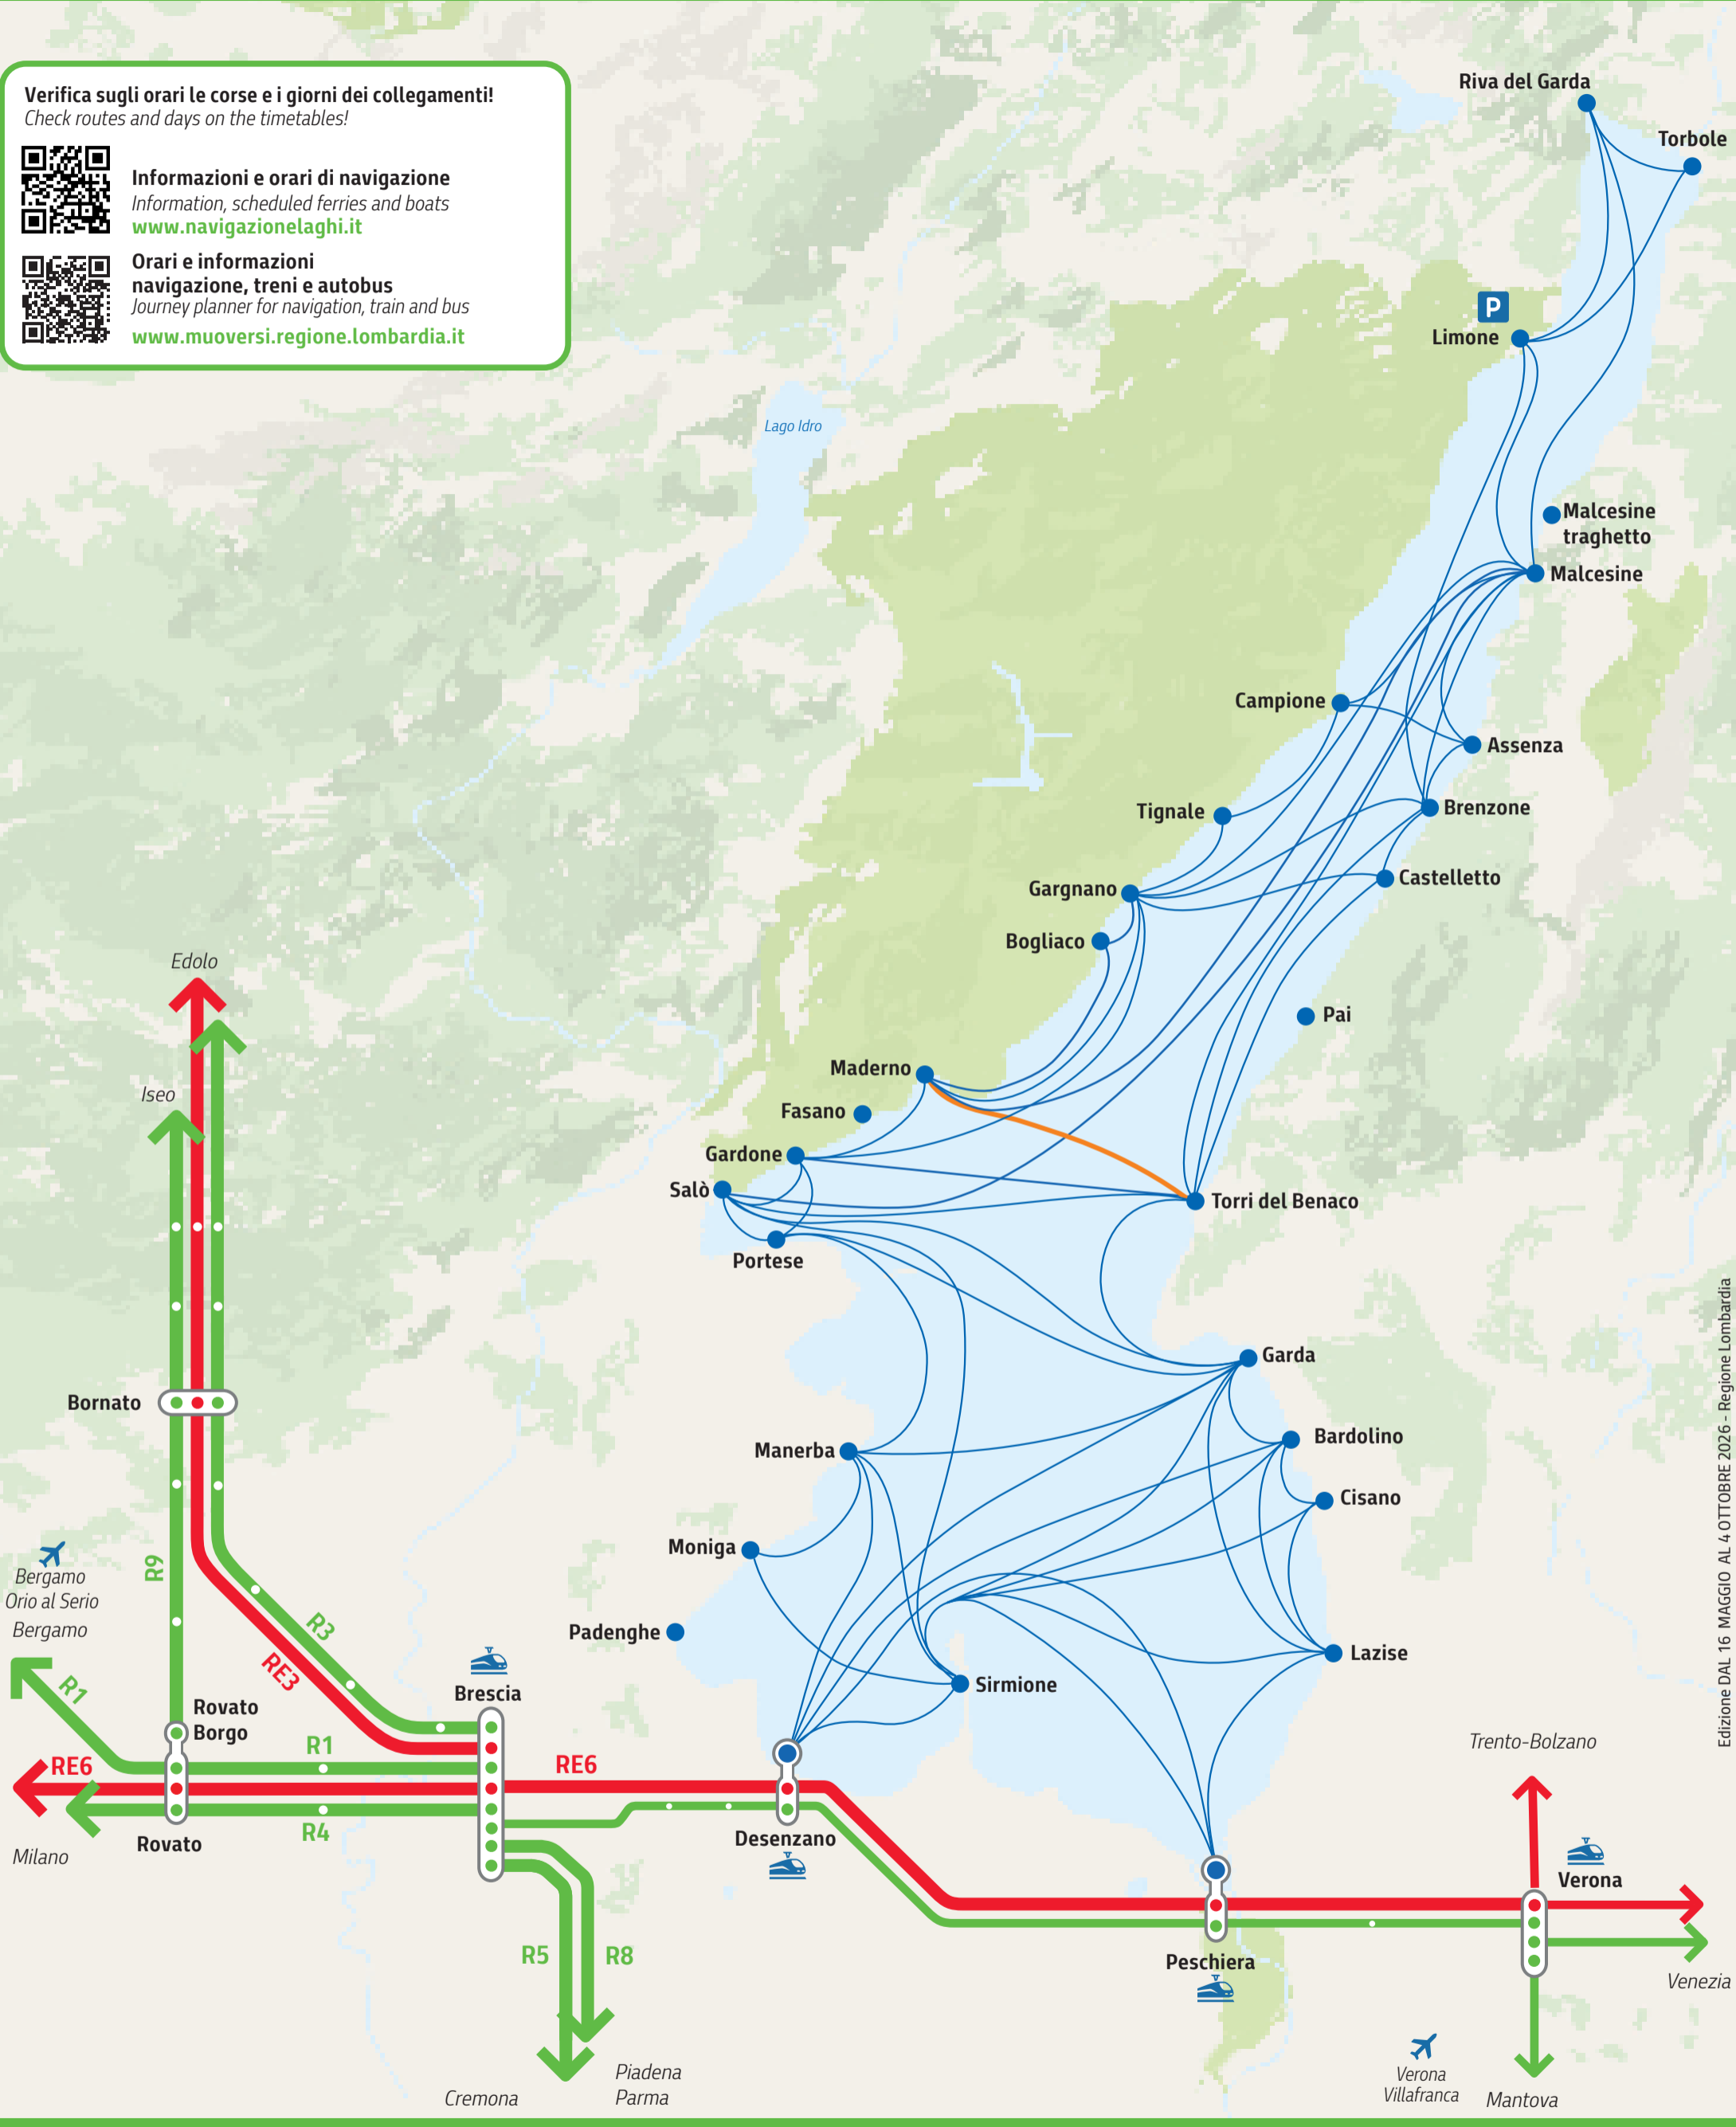 Verifica sugli orari le corse e i giorni dei collegamenti!
Check routes and days on the timetables!
Informazioni e orari di navigazione
Information, scheduled ferries and boats
www.navigazionelaghi.it
Orari e informazioni
navigazione, treni e autobus
Journey planner for navigation, train and bus
www.muoversi.regione.lombardia.it
Riva del Garda
Torbole
P
Limone
Lago Idro
Malcesine
traghetto
Malcesine
Campione
Assenza
Tignale
Brenzone
Gargnano
Castelletto
Bogliaco
Edolo
Pai
Maderno
Iseo
Fasano
Gardone
Salò
Torri del Benaco
Portese
Garda
Bornato
Manerba
Bardolino
Cisano
Moniga
R9
Bergamo
Orio al Serio
Bergamo
R3
Padenghe
RE3
Lazise
R1
Brescia
Sirmione
Rovato
Borgo
R1
RE6
RE6
Trento-Bolzano
R4
Rovato
Desenzano
Milano
Verona
R5
R8
Peschiera
Venezia
Verona
Villafranca
Mantova
Piadena
Parma
Cremona
Edizione DAL 16 MAGGIO AL 4 OTTOBRE 2026 - Regione Lombardia